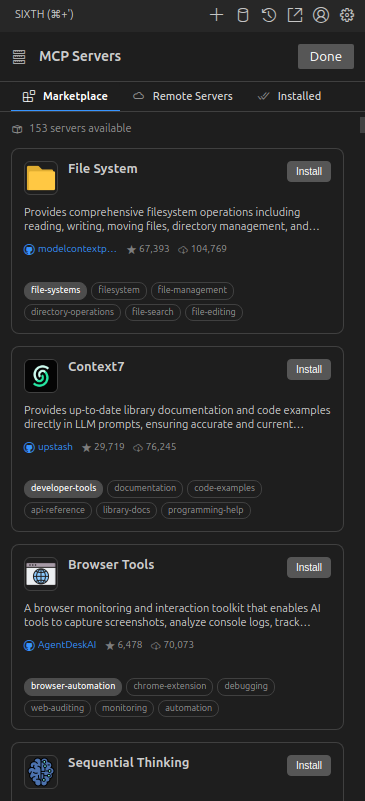 SIXTH (⌘+')
MCP Servers
Done
Marketplace
Remote Servers
Installed
153 servers available
File System
Install
Provides comprehensive filesystem operations including
reading, writing, moving files, directory management, and…
modelcontextp… 67,393 104,769
file-systems filesystem file-management
directory-operations file-search file-editing
Context7
Install
Provides up-to-date library documentation and code examples
directly in LLM prompts, ensuring accurate and current…
upstash 29,719 76,245
developer-tools documentation code-examples
api-reference library-docs programming-help
Browser Tools
Install
A browser monitoring and interaction toolkit that enables AI
tools to capture screenshots, analyze console logs, track…
AgentDeskAI 6,478 70,073
browser-automation chrome-extension debugging
web-auditing monitoring automation
Sequential Thinking
Install